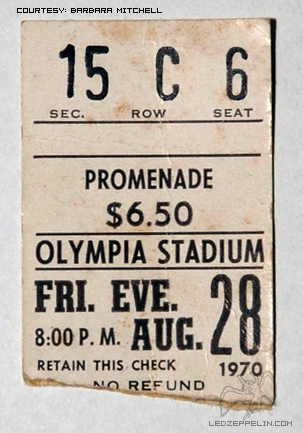 COURTESY: BARBARA MITCHELL
15 C 6
SEC. ROW SEAT
PROMENADE
$6.50
OLYMPIA STADIUM
FRI. EVE.
8:00 P.M. AUG. 28
RETAIN THIS CHECK 1970
NO REFUND
LEDZEPPELIN.COM